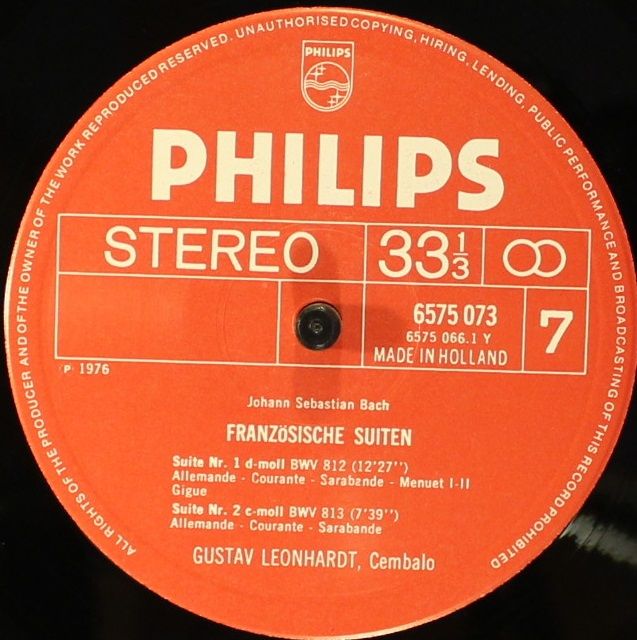 ALL RIGHTS OF THE PRODUCER AND OF THE OWNER OF THE WORK REPRODUCED RESERVED. UNAUTHORISED COPYING, HIRING, LENDING, PUBLIC PERFORMANCE AND BROADCASTING OF THIS RECORD PROHIBITED
PHILIPS
PHILIPS
STEREO 33⅓ ∞
6575 073
6575 066.1 Y
MADE IN HOLLAND
7
℗ 1976
Johann Sebastian Bach
FRANZÖSISCHE SUITEN
Suite Nr. 1 d-moll BWV 812 (12'27'')
Allemande - Courante - Sarabande - Menuet I-II
Gigue
Suite Nr. 2 c-moll BWV 813 (7'39'')
Allemande - Courante - Sarabande
GUSTAV LEONHARDT, Cembalo